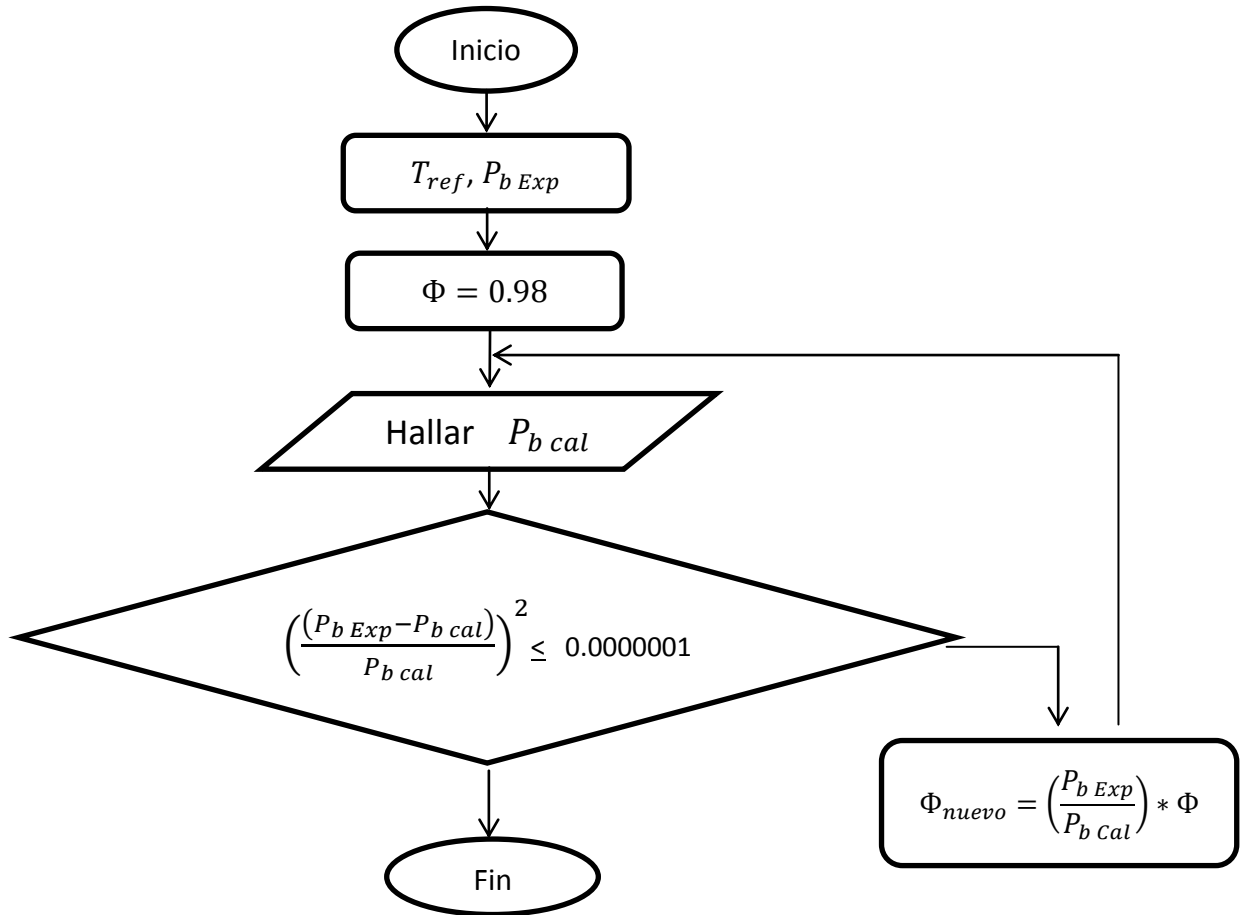 Inicio
T_ref, P_b Exp
Φ = 0.98
Hallar P_b cal
((P_b Exp−P_b cal)/P_b cal)^2 ≤ 0.0000001
Φ_nuevo = (P_b Exp/P_b Cal) ∗ Φ
Fin